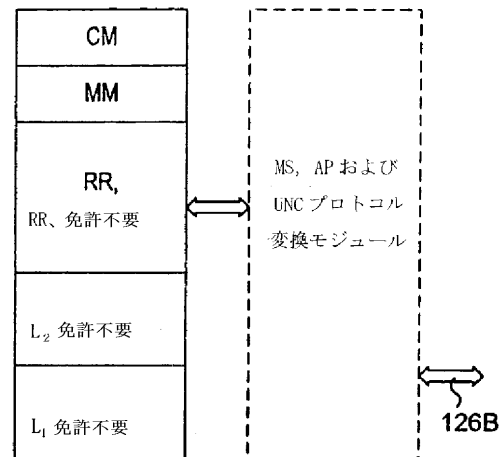 CM
MM
RR,
RR、免許不要
L₂ 免許不要
L₁ 免許不要
MS, APおよび
UNCプロトコル
変換モジュール
126B